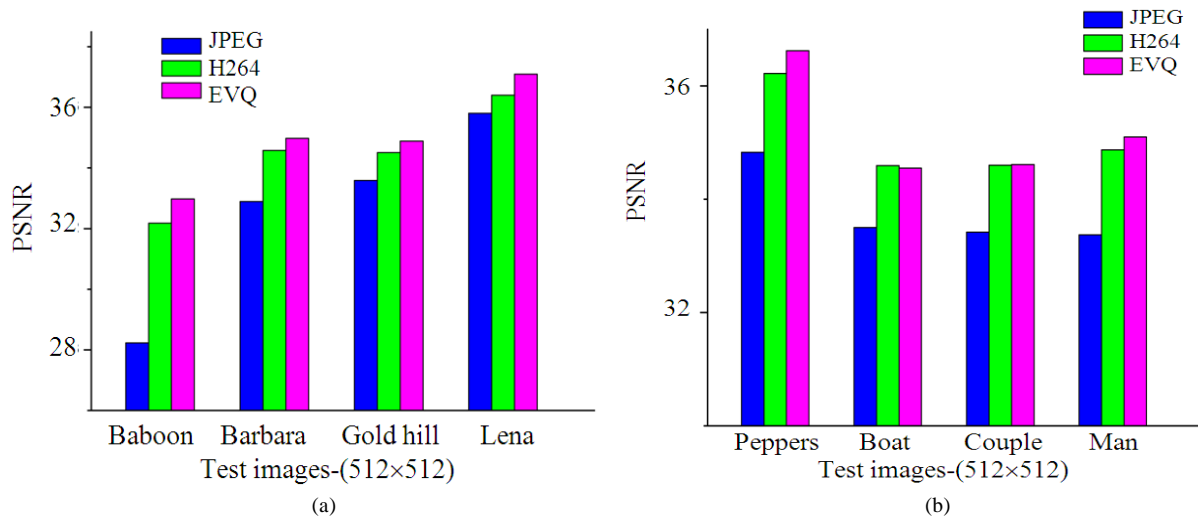 JPEG
H264
EVQ
36
32
28
PSNR
Baboon Barbara Gold hill Lena
Test images-(512×512)
(a)
JPEG
H264
EVQ
36
32
PSNR
Peppers Boat Couple Man
Test images-(512×512)
(b)